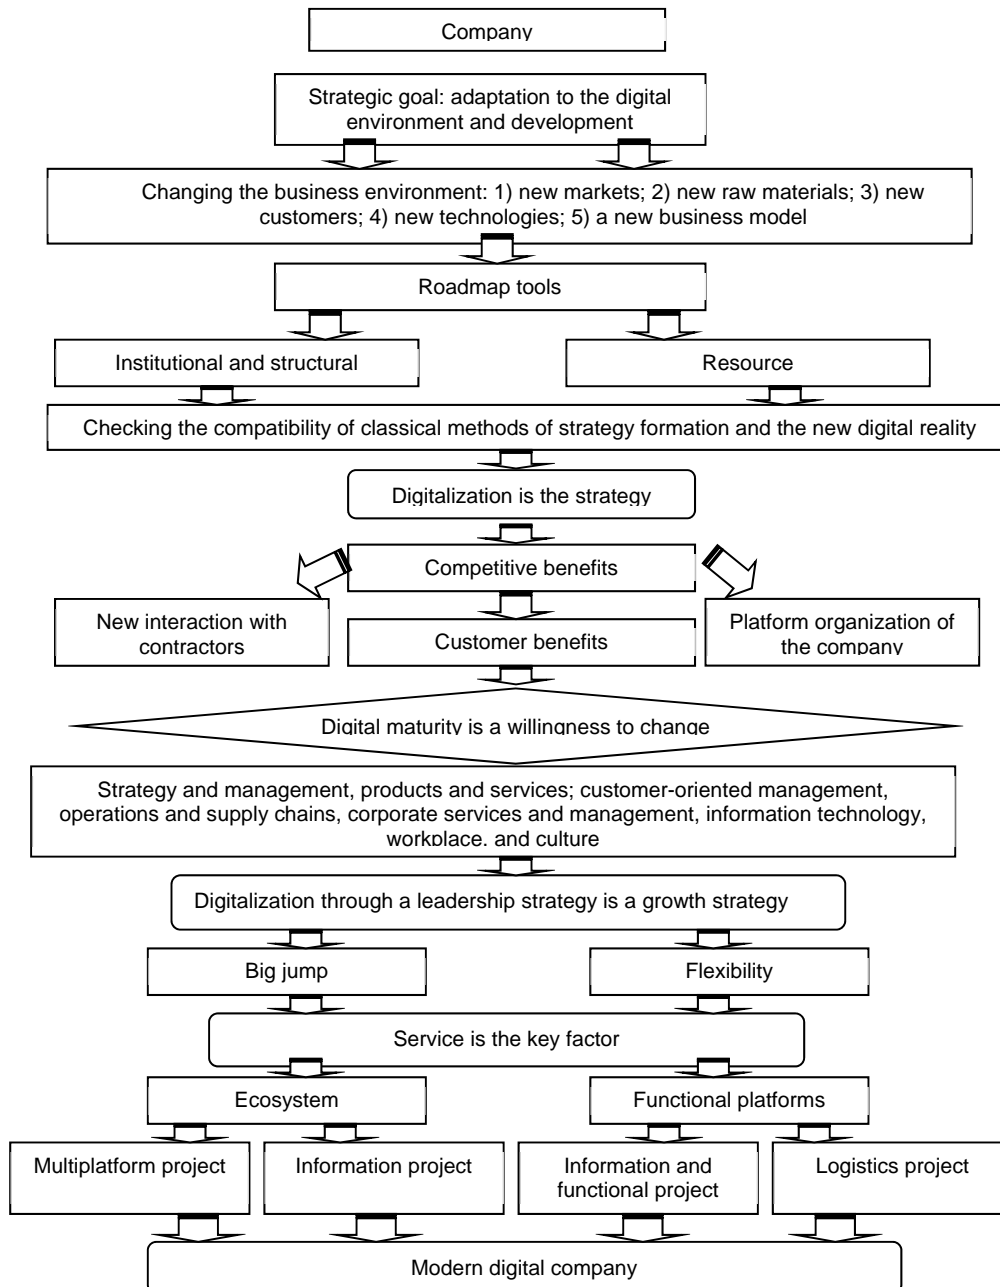 Company
Strategic goal: adaptation to the digital
environment and development
Changing the business environment: 1) new markets; 2) new raw materials; 3) new
customers; 4) new technologies; 5) a new business model
Roadmap tools
Institutional and structural
Resource
Checking the compatibility of classical methods of strategy formation and the new digital reality
Digitalization is the strategy
Competitive benefits
New interaction with
contractors
Customer benefits
Platform organization of
the company
Digital maturity is a willingness to change
Strategy and management, products and services; customer-oriented management,
operations and supply chains, corporate services and management, information technology,
workplace, and culture
Digitalization through a leadership strategy is a growth strategy
Big jump
Flexibility
Service is the key factor
Ecosystem
Functional platforms
Multiplatform project
Information project
Information and
functional project
Logistics project
Modern digital company